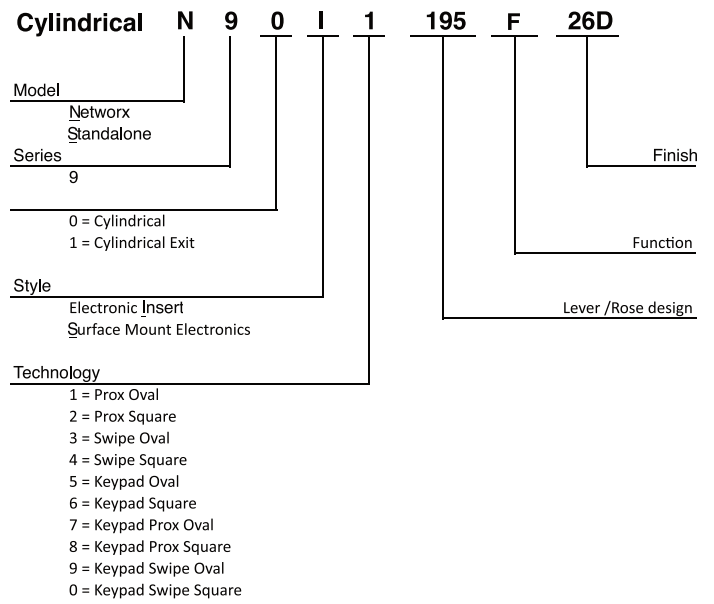 Cylindrical N 9 0 I 1 195 F 26D
Model
Networx
Standalone
Series
9
Finish
0 = Cylindrical
1 = Cylindrical Exit
Function
Style
Electronic Insert
Surface Mount Electronics
Lever /Rose design
Technology
1 = Prox Oval
2 = Prox Square
3 = Swipe Oval
4 = Swipe Square
5 = Keypad Oval
6 = Keypad Square
7 = Keypad Prox Oval
8 = Keypad Prox Square
9 = Keypad Swipe Oval
0 = Keypad Swipe Square